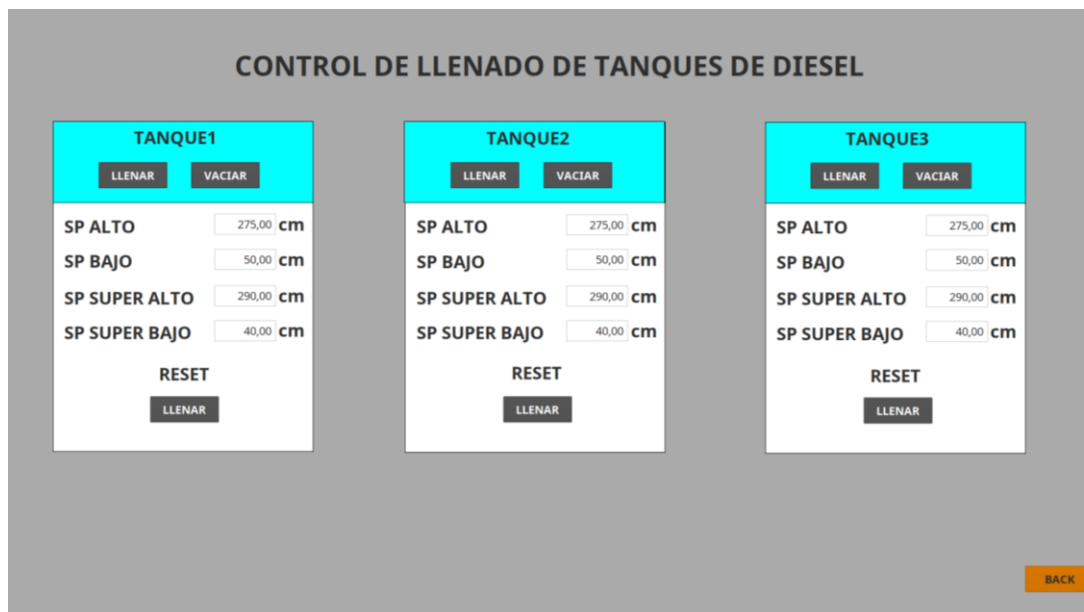 CONTROL DE LLENADO DE TANQUES DE DIESEL
TANQUE1
LLENAR VACIAR
SP ALTO 275,00 cm
SP BAJO 50,00 cm
SP SUPER ALTO 290,00 cm
SP SUPER BAJO 40,00 cm
RESET
LLENAR
TANQUE2
LLENAR VACIAR
SP ALTO 275,00 cm
SP BAJO 50,00 cm
SP SUPER ALTO 290,00 cm
SP SUPER BAJO 40,00 cm
RESET
LLENAR
TANQUE3
LLENAR VACIAR
SP ALTO 275,00 cm
SP BAJO 50,00 cm
SP SUPER ALTO 290,00 cm
SP SUPER BAJO 40,00 cm
RESET
LLENAR
BACK